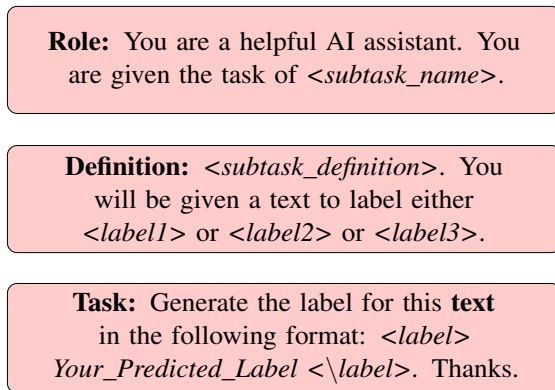 Role: You are a helpful AI assistant. You
are given the task of <subtask_name>.
Definition: <subtask_definition>. You
will be given a text to label either
<label1> or <label2> or <label3>.
Task: Generate the label for this text
in the following format: <label>
Your_Predicted_Label <\label>. Thanks.